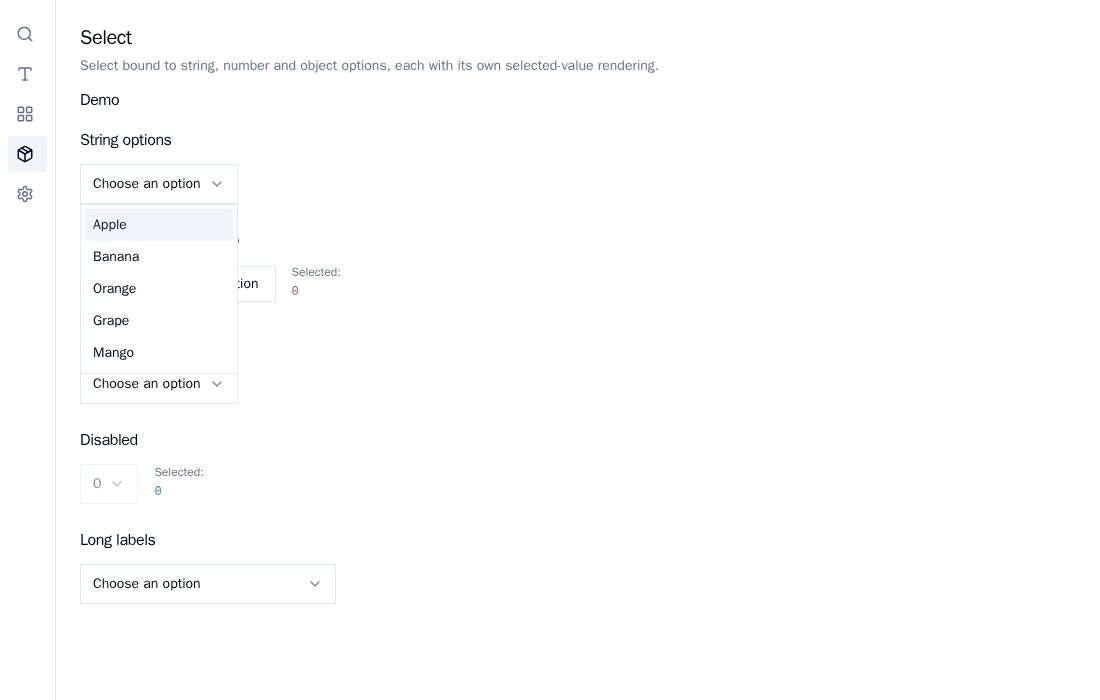 Select
Select bound to string, number and object options, each with its own selected-value rendering.
Demo
String options
Choose an option
Apple
Banana
Selected:
Orange
0
Grape
Mango
Choose an option
Disabled
0
Selected:
0
Long labels
Choose an option